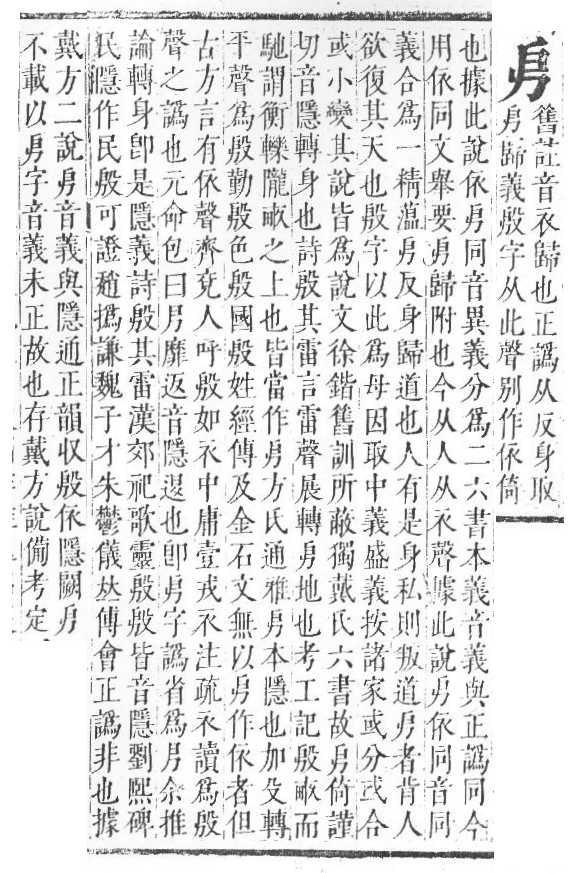 㐆
舊註音衣歸也正譌从反身取
㐆歸義殷字从此聲别作依倚
也據此說依㐆同音異義分爲二六書本義音義與正譌同今
用依同文舉要㐆歸附也今从人从衣聲據此說㐆依同音同
義合爲一精薀㐆反身歸道也人有是身私則叛道㐆者背人
欲復其天也殷字以此爲母因取中義盛義按諸家或分或合
或小變其說皆爲說文徐鍇舊訓所蔽獨戴氏六書故㐆倚謹
切音隱轉身也詩殷其雷言雷聲展轉㐆地也考工記殷畝而
馳謂衡轢隴畝之上也皆當作㐆方氏通雅㐆本隱也加殳轉
平聲爲殷勤殷色殷國殷姓經傳及金石文無以㐆作依者但
古方言有依聲齊兗人呼殷如衣中庸壹戎衣注疏衣讀爲殷
聲之譌也元命包曰月靡返音隱迟也卽㐆字譌省爲月余推
論轉身卽是隱義詩殷其雷漢郊祀歌靈殷殷皆音隱劉熙碑
民隱作民殷可證趙撝謙魏子才朱鬱儀𠀤傅會正譌非也據
戴方二說㐆音義與隱通正韻收殷依隱闕㐆
不載以㐆字音義未正故也存戴方說備考定